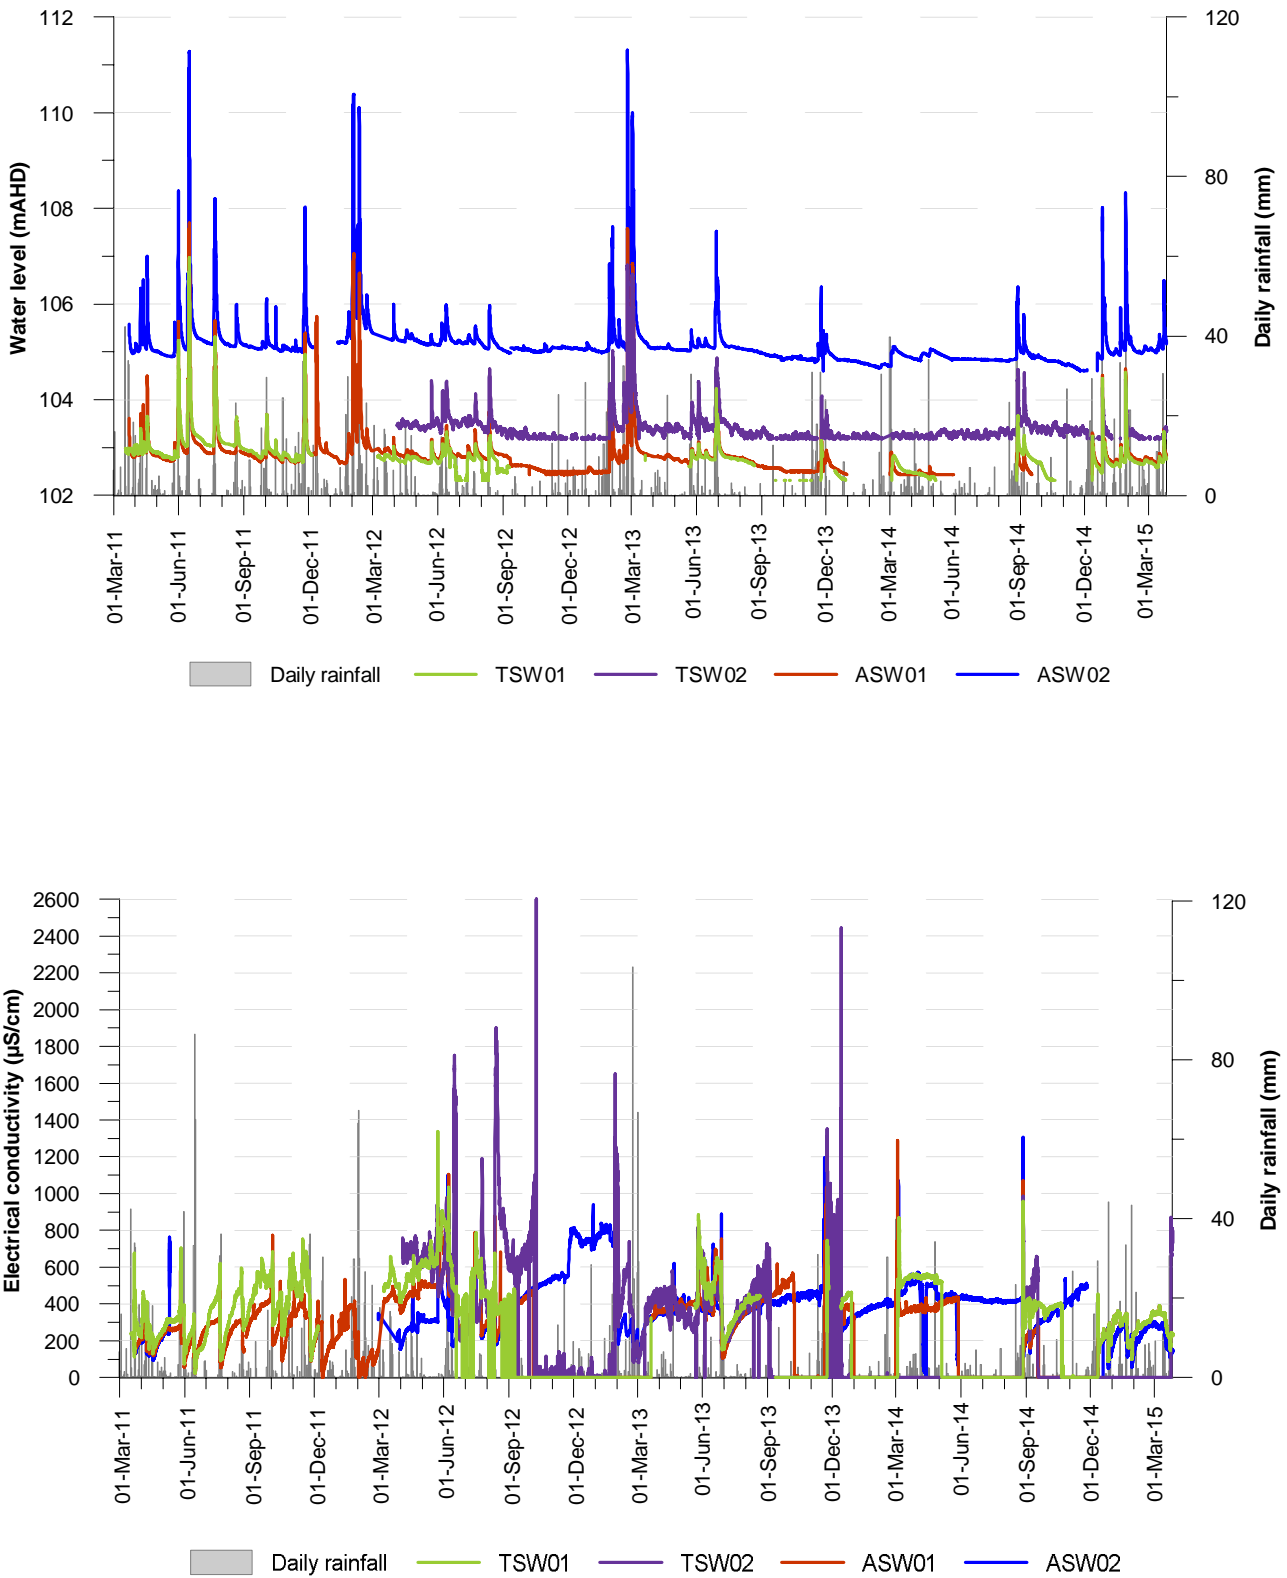 Water level (mAHD)
112
110
108
106
104
102
Daily rainfall (mm)
120
80
40
0
01-Mar-11
01-Jun-11
01-Sep-11
01-Dec-11
01-Mar-12
01-Jun-12
01-Sep-12
01-Dec-12
01-Mar-13
01-Jun-13
01-Sep-13
01-Dec-13
01-Mar-14
01-Jun-14
01-Sep-14
01-Dec-14
01-Mar-15
Daily rainfall TSW01 TSW02 ASW01 ASW02
Electrical conductivity (µS/cm)
2600
2400
2200
2000
1800
1600
1400
1200
1000
800
600
400
200
0
Daily rainfall (mm)
120
80
40
0
01-Mar-11
01-Jun-11
01-Sep-11
01-Dec-11
01-Mar-12
01-Jun-12
01-Sep-12
01-Dec-12
01-Mar-13
01-Jun-13
01-Sep-13
01-Dec-13
01-Mar-14
01-Jun-14
01-Sep-14
01-Dec-14
01-Mar-15
Daily rainfall TSW01 TSW02 ASW01 ASW02